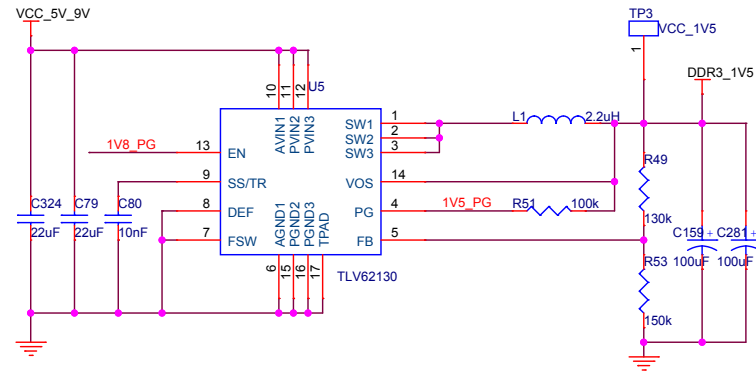 VCC_5V_9V
TP3
VCC_1V5
1
DDR3_1V5
10
11
12
U5
AVIN1
PVIN2
PVIN3
1V8_PG
13
EN
9
SS/TR
8
DEF
7
FSW
SW1
1
SW2
2
SW3
3
VOS
14
PG
4
FB
5
AGND1
PGND2
PGND3
TPAD
6
15
16
17
TLV62130
L1
2.2uH
1V5_PG
R51
100k
R49
130k
R53
150k
C324
22uF
C79
22uF
C80
10nF
C159 +
100uF
C281 +
100uF